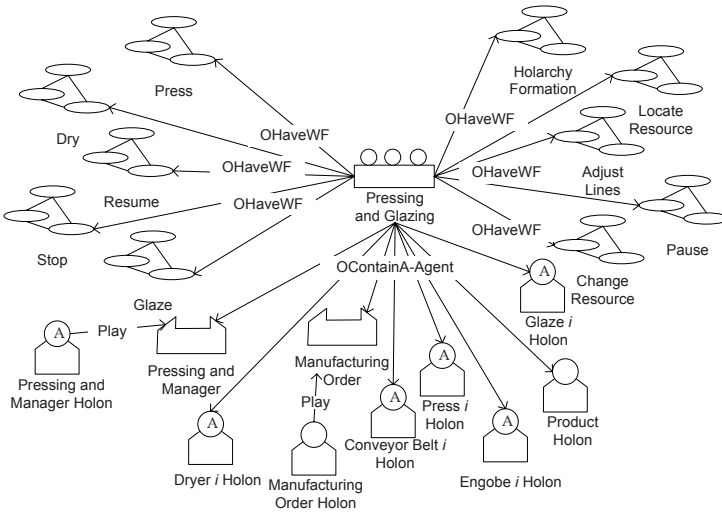 Press
Holarchy
Formation
Locate
Resource
OHaveWF
OHaveWF
Dry
OHaveWF
OHaveWF
Adjust
Lines
Resume
OHaveWF
Pressing
and Glazing
OHaveWF
Pause
Stop
OContainA-Agent
A
Change
Resource
Glaze
Glaze i
Holon
A
Play
Pressing and
Manager Holon
Pressing and
Manager
Manufacturing
Order
A
Press i
Holon
Product
Holon
Play
A
A
A
Dryer i Holon
Manufacturing
Order Holon
Conveyor Belt i
Holon
Engobe i Holon